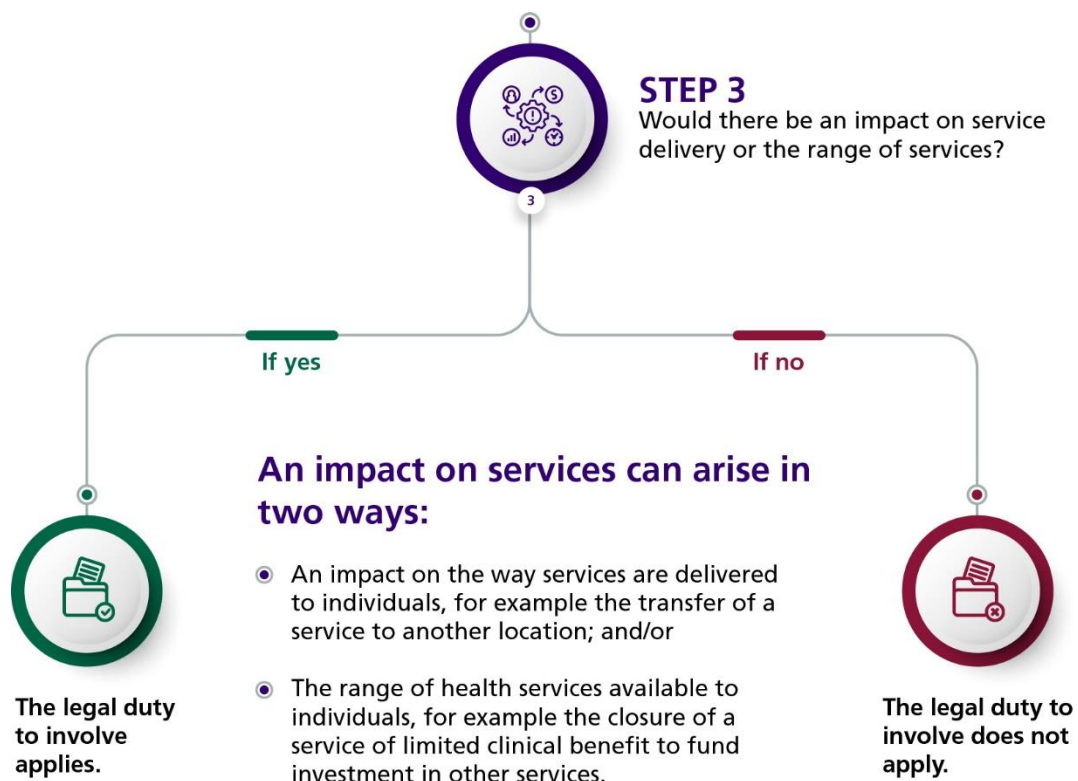 STEP 3
Would there be an impact on service
delivery or the range of services?
3
If yes
If no
An impact on services can arise in
two ways:
An impact on the way services are delivered
to individuals, for example the transfer of a
service to another location; and/or
The range of health services available to
individuals, for example the closure of a
service of limited clinical benefit to fund
investment in other services.
The legal duty
to involve
applies.
The legal duty to
involve does not
apply.